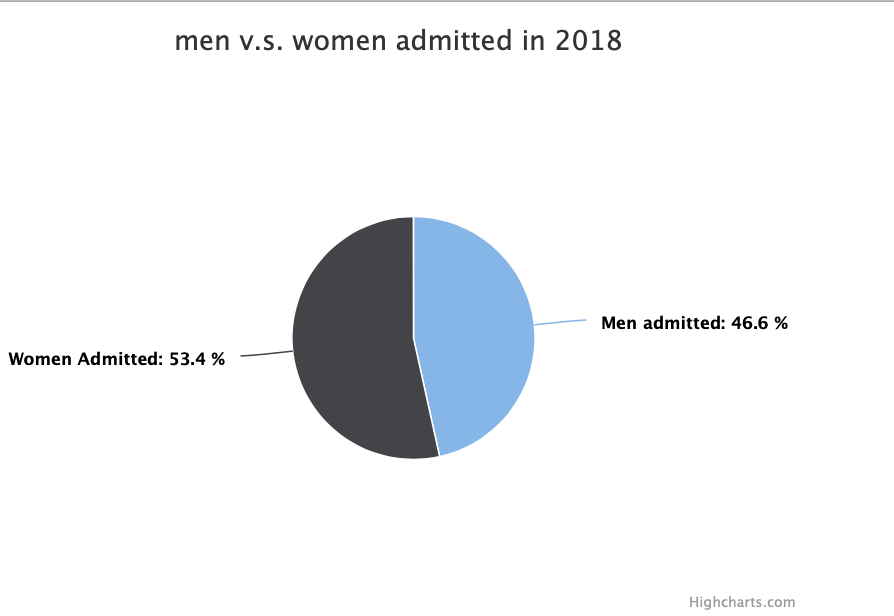 men v.s. women admitted in 2018
Men admitted: 46.6 %
Women Admitted: 53.4 %
Highcharts.com